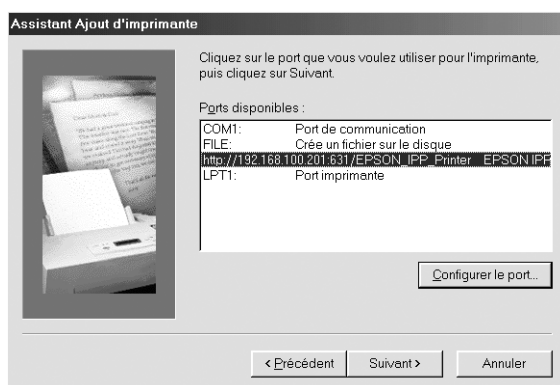 Assistant Ajout d'imprimante
Cliquez sur le port que vous voulez utiliser pour l'imprimante,
puis cliquez sur Suivant.
Ports disponibles :
COM1: Port de communication
FILE: Crée un fichier sur le disque
http://192.168.100.201:631/EPSON_IPP_Printer EPSON IPP
LPT1: Port imprimante
Configurer le port...
< Précédent
Suivant >
Annuler